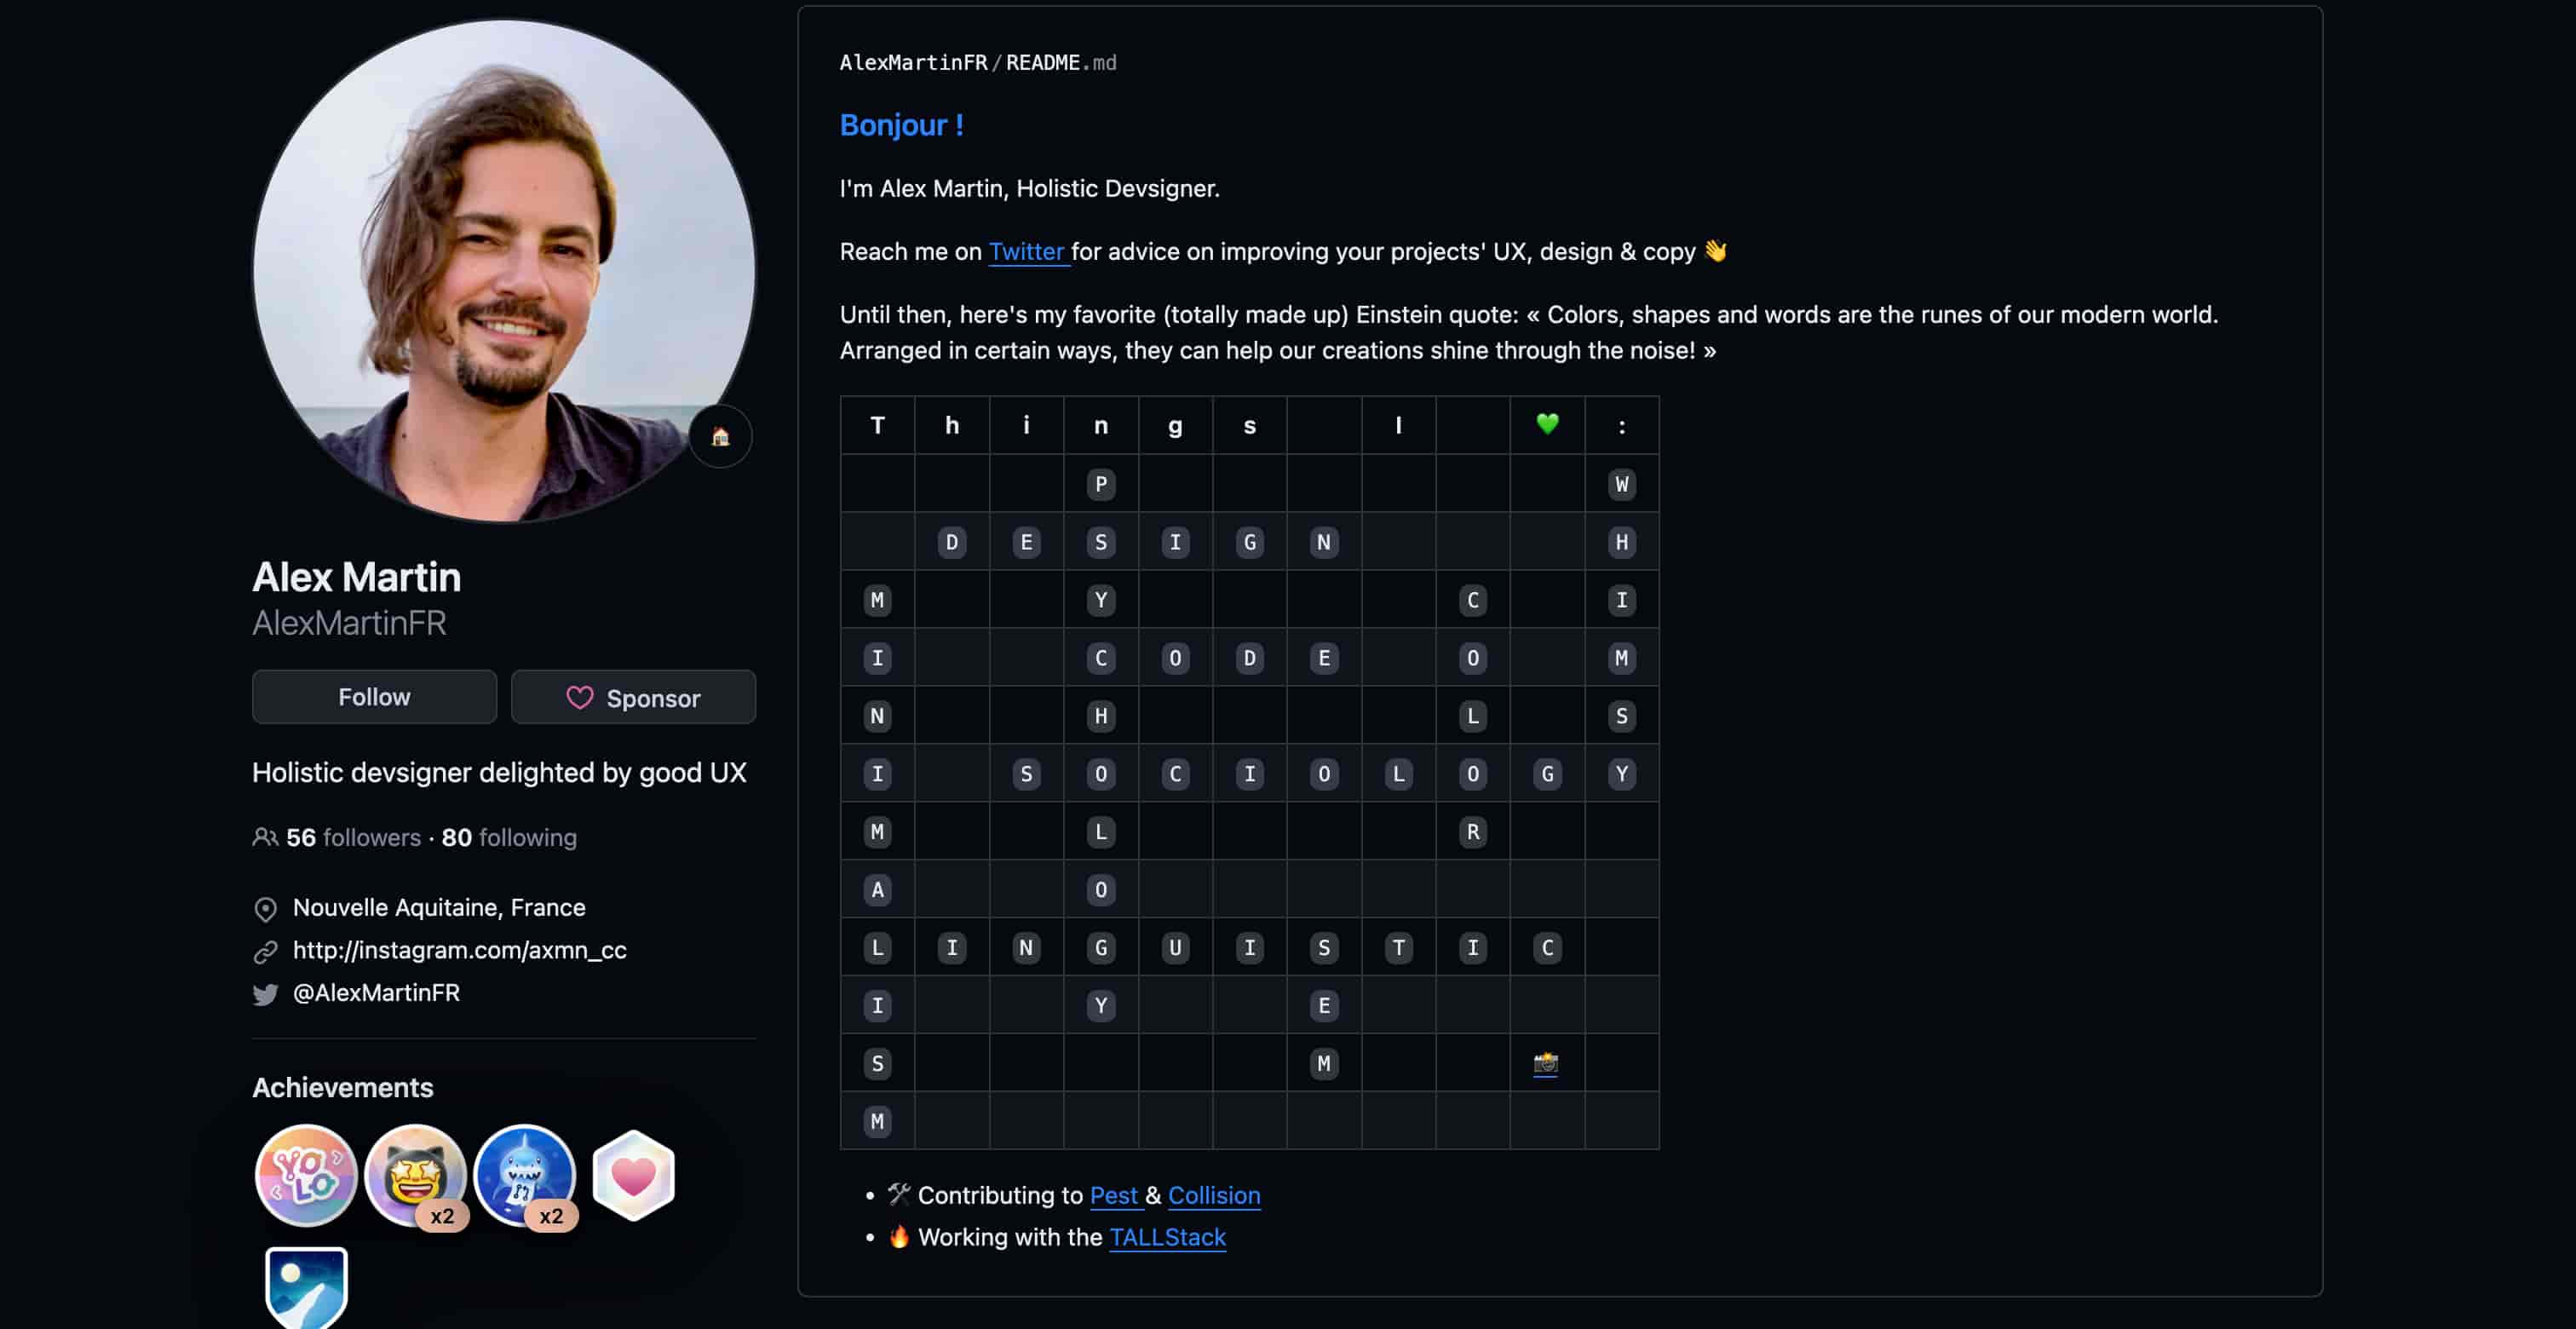 Alex Martin
AlexMartinFR
Follow
Sponsor
Holistic devsigner delighted by good UX
56 followers · 80 following
Nouvelle Aquitaine, France
http://instagram.com/axmn_cc
@AlexMartinFR
Achievements
YOLO
x2
x2
AlexMartinFR/README.md
Bonjour !
I'm Alex Martin, Holistic Devsigner.
Reach me on Twitter for advice on improving your projects' UX, design & copy 👋
Until then, here's my favorite (totally made up) Einstein quote: « Colors, shapes and words are the runes of our modern world.
Arranged in certain ways, they can help our creations shine through the noise! »
T h i n g s I 💚 :
P W
D E S I G N H
M Y C I
I C O D E O M
N H L S
I S O C I O L O G Y
M L R
A O
L I N G U I S T I C
I Y E
S M 📸
M
• 🛠 Contributing to Pest & Collision
• 🔥 Working with the TALLStack